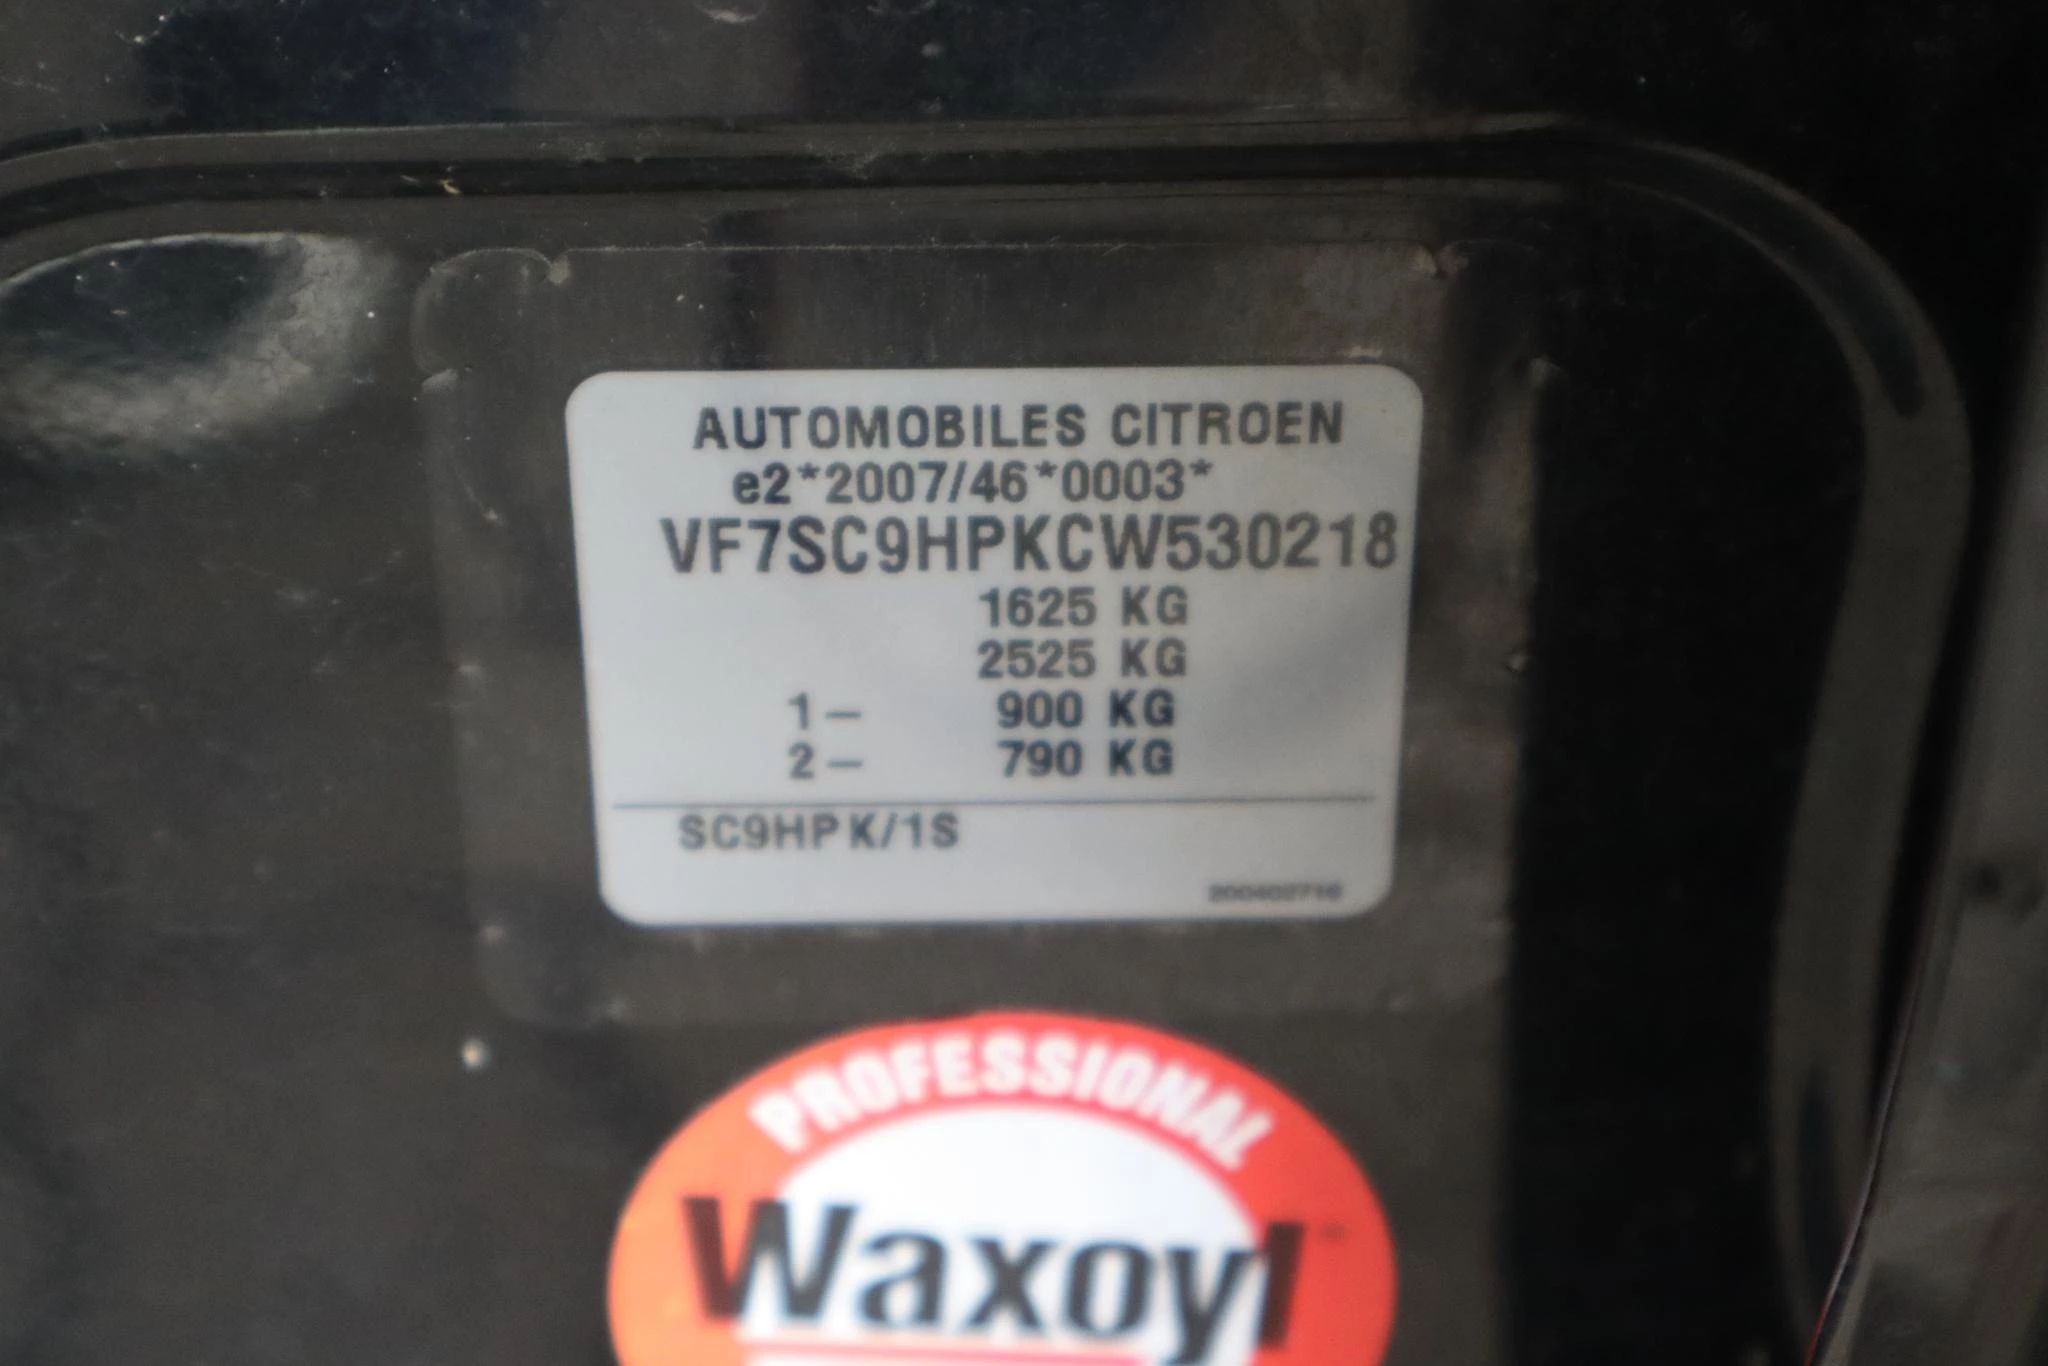 AUTOMOBILES CITROEN
e2*2007/46*0003*
VF7SC9HPKCW530218
1625 KG
2525 KG
1- 900 KG
2- 790 KG
SC9HPK/1S
PROFESSIONAL
Waxoyl